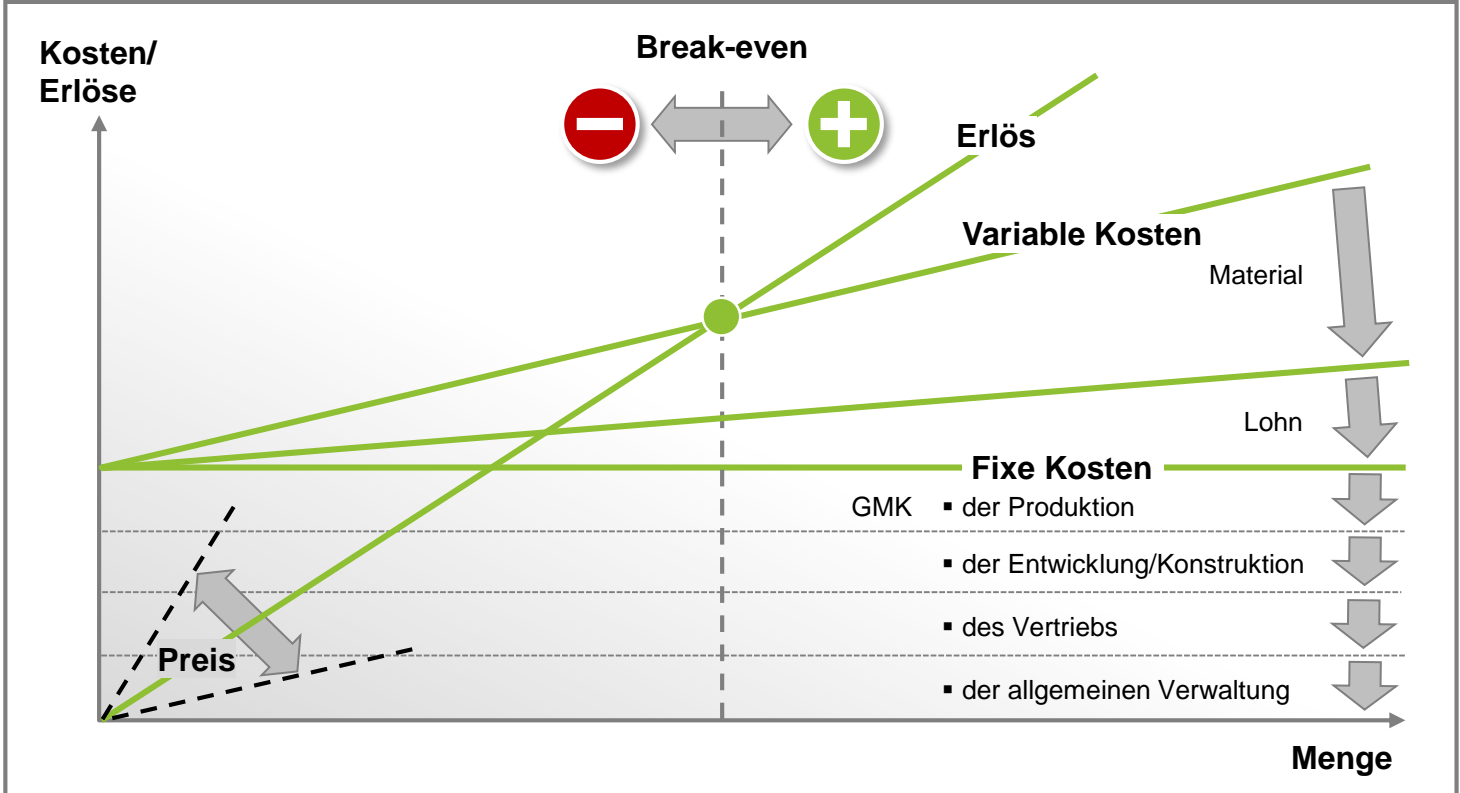 Kosten/
Erlöse
Break-even
Erlös
Variable Kosten
Material
Lohn
Fixe Kosten
GMK ▪ der Produktion
▪ der Entwicklung/Konstruktion
▪ des Vertriebs
Preis
▪ der allgemeinen Verwaltung
Menge